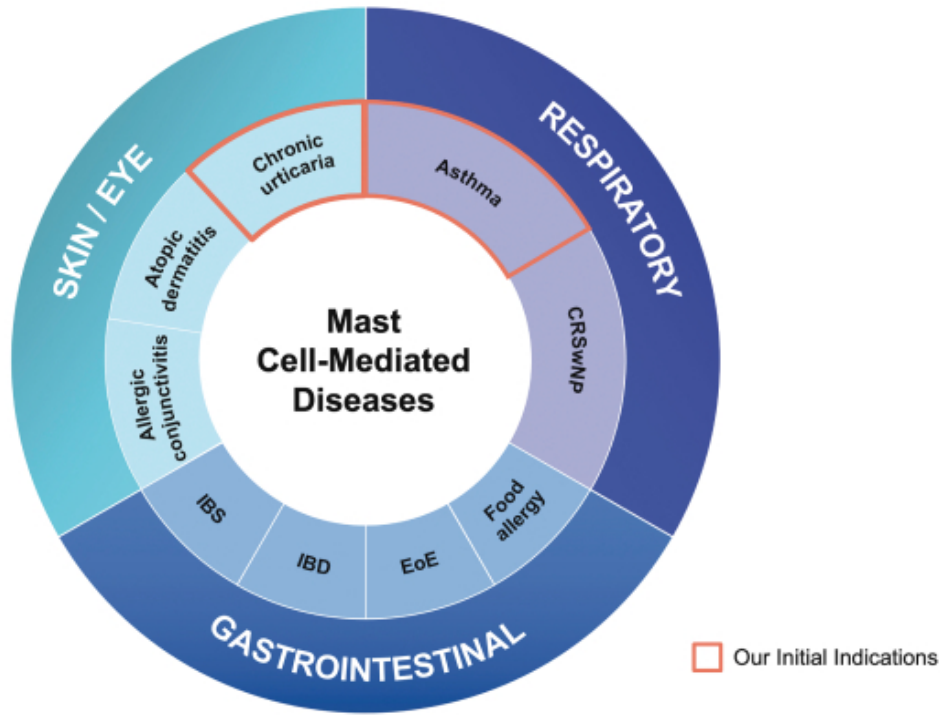 SKIN / EYE
RESPIRATORY
GASTROINTESTINAL
Chronic
urticaria
Asthma
Atopic
dermatitis
CRSwNP
Allergic
conjunctivitis
Mast
Cell-Mediated
Diseases
IBS
IBD
EoE
Food
allergy
Our Initial Indications